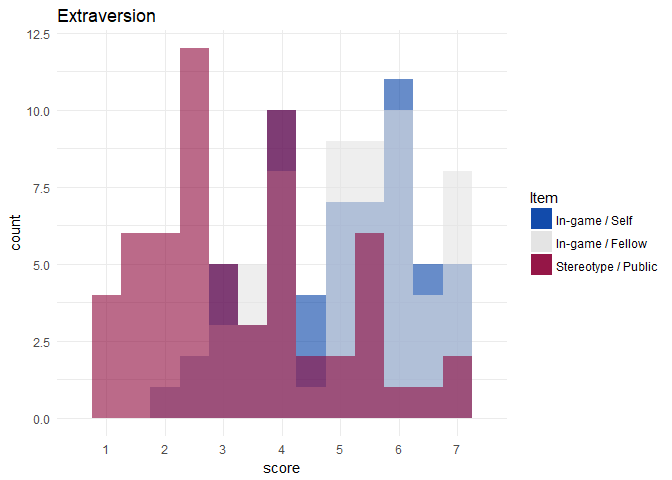 Extraversion
12.5
10.0
7.5
5.0
2.5
0.0
count
1 2 3 4 5 6 7
score
Item
In-game / Self
In-game / Fellow
Stereotype / Public